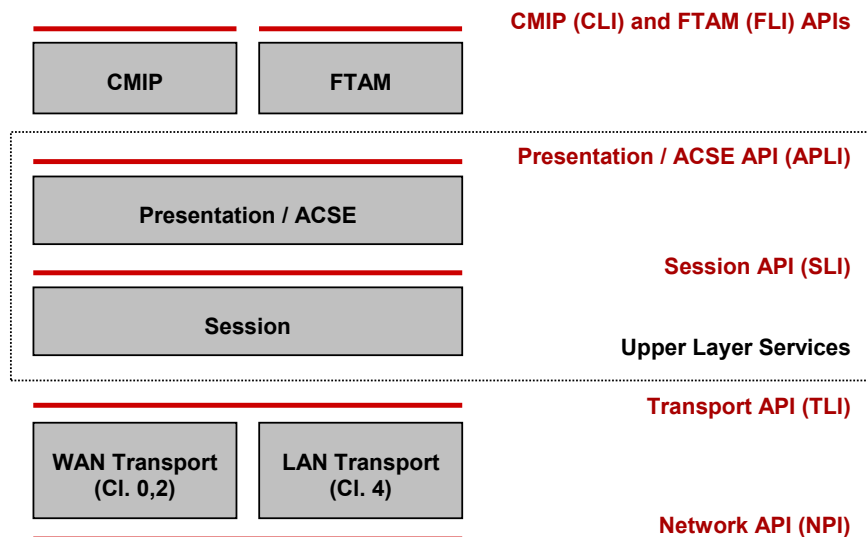 CMIP (CLI) and FTAM (FLI) APIs
CMIP
FTAM
Presentation / ACSE API (APLI)
Presentation / ACSE
Session API (SLI)
Session
Upper Layer Services
Transport API (TLI)
WAN Transport
(Cl. 0,2)
LAN Transport
(Cl. 4)
Network API (NPI)